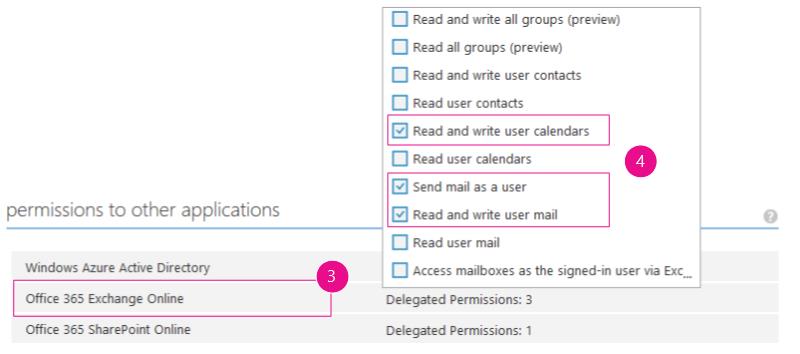 Read and write all groups (preview)
Read all groups (preview)
Read and write user contacts
Read user contacts
Read and write user calendars
Read user calendars
4
Send mail as a user
Read and write user mail
Read user mail
Access mailboxes as the signed-in user via Exc...
permissions to other applications
?
Windows Azure Active Directory
3
Office 365 Exchange Online
Delegated Permissions: 3
Office 365 SharePoint Online
Delegated Permissions: 1